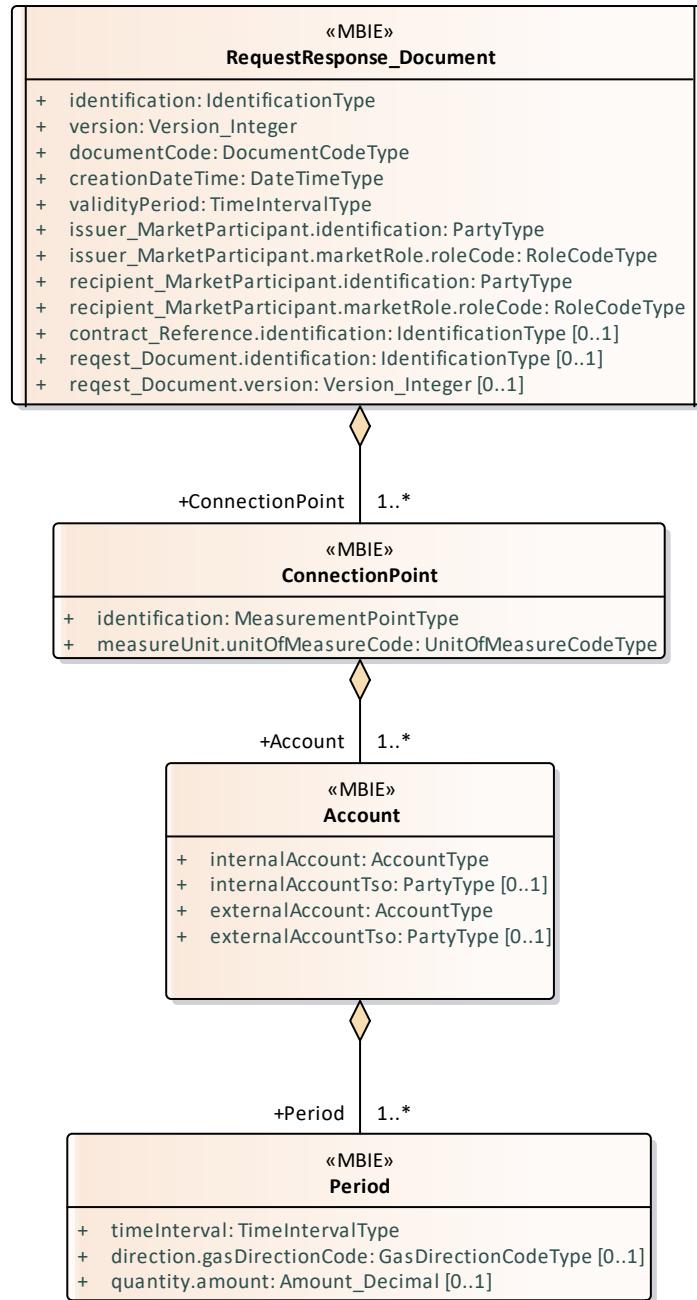 «MBIE»
RequestResponse_Document
+ identification: IdentificationType
+ version: Version_Integer
+ documentCode: DocumentCodeType
+ creationDateTime: DateTimeType
+ validityPeriod: TimeIntervalType
+ issuer_MarketParticipant.identification: PartyType
+ issuer_MarketParticipant.marketRole.roleCode: RoleCodeType
+ recipient_MarketParticipant.identification: PartyType
+ recipient_MarketParticipant.marketRole.roleCode: RoleCodeType
+ contract_Reference.identification: IdentificationType [0..1]
+ reqest_Document.identification: IdentificationType [0..1]
+ reqest_Document.version: Version_Integer [0..1]
+ConnectionPoint 1..*
«MBIE»
ConnectionPoint
+ identification: MeasurementPointType
+ measureUnit.unitOfMeasureCode: UnitOfMeasureCodeType
+Account 1..*
«MBIE»
Account
+ internalAccount: AccountType
+ internalAccountTso: PartyType [0..1]
+ externalAccount: AccountType
+ externalAccountTso: PartyType [0..1]
+Period 1..*
«MBIE»
Period
+ timeInterval: TimeIntervalType
+ direction.gasDirectionCode: GasDirectionCodeType [0..1]
+ quantity.amount: Amount_Decimal [0..1]